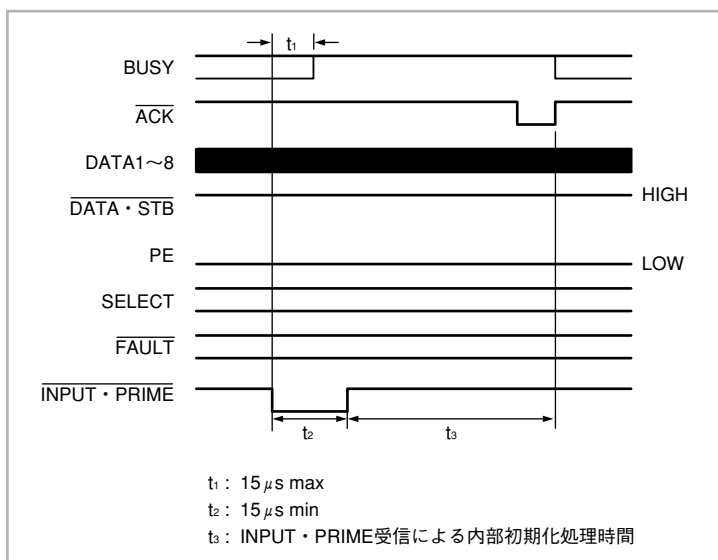 t₁
BUSY
ACK
DATA1～8
DATA・STB
HIGH
PE
LOW
SELECT
FAULT
INPUT・PRIME
t₂
t₃
t₁ : 15μs max
t₂ : 15μs min
t₃ : INPUT・PRIME受信による内部初期化処理時間